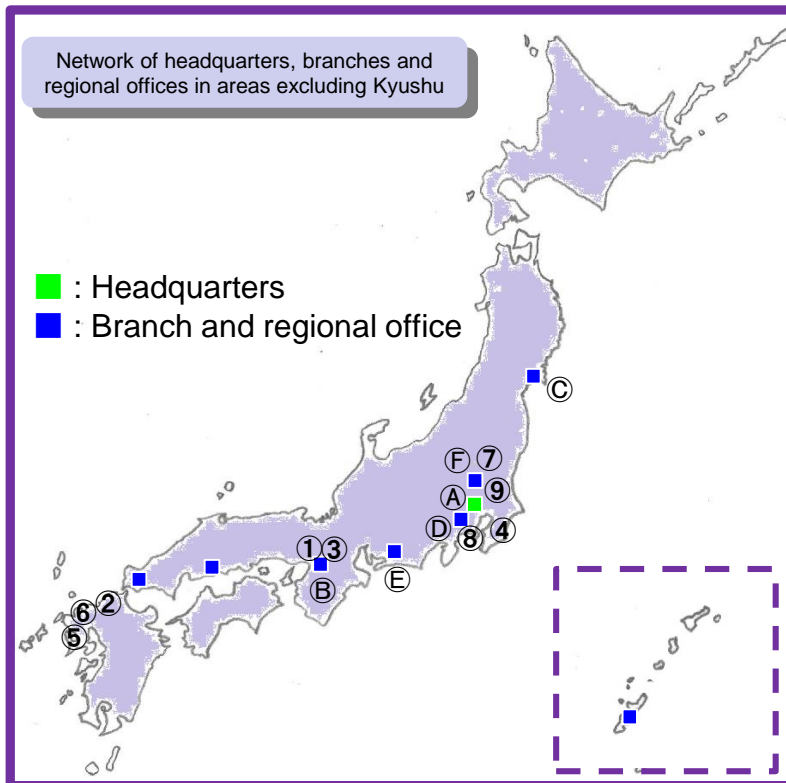 Network of headquarters, branches and
regional offices in areas excluding Kyushu
: Headquarters
: Branch and regional office
Ⓒ
Ⓕ ⑦
Ⓐ ⑨
Ⓓ ⑧ ④
① ③
Ⓔ
Ⓑ
⑥ ②
⑤